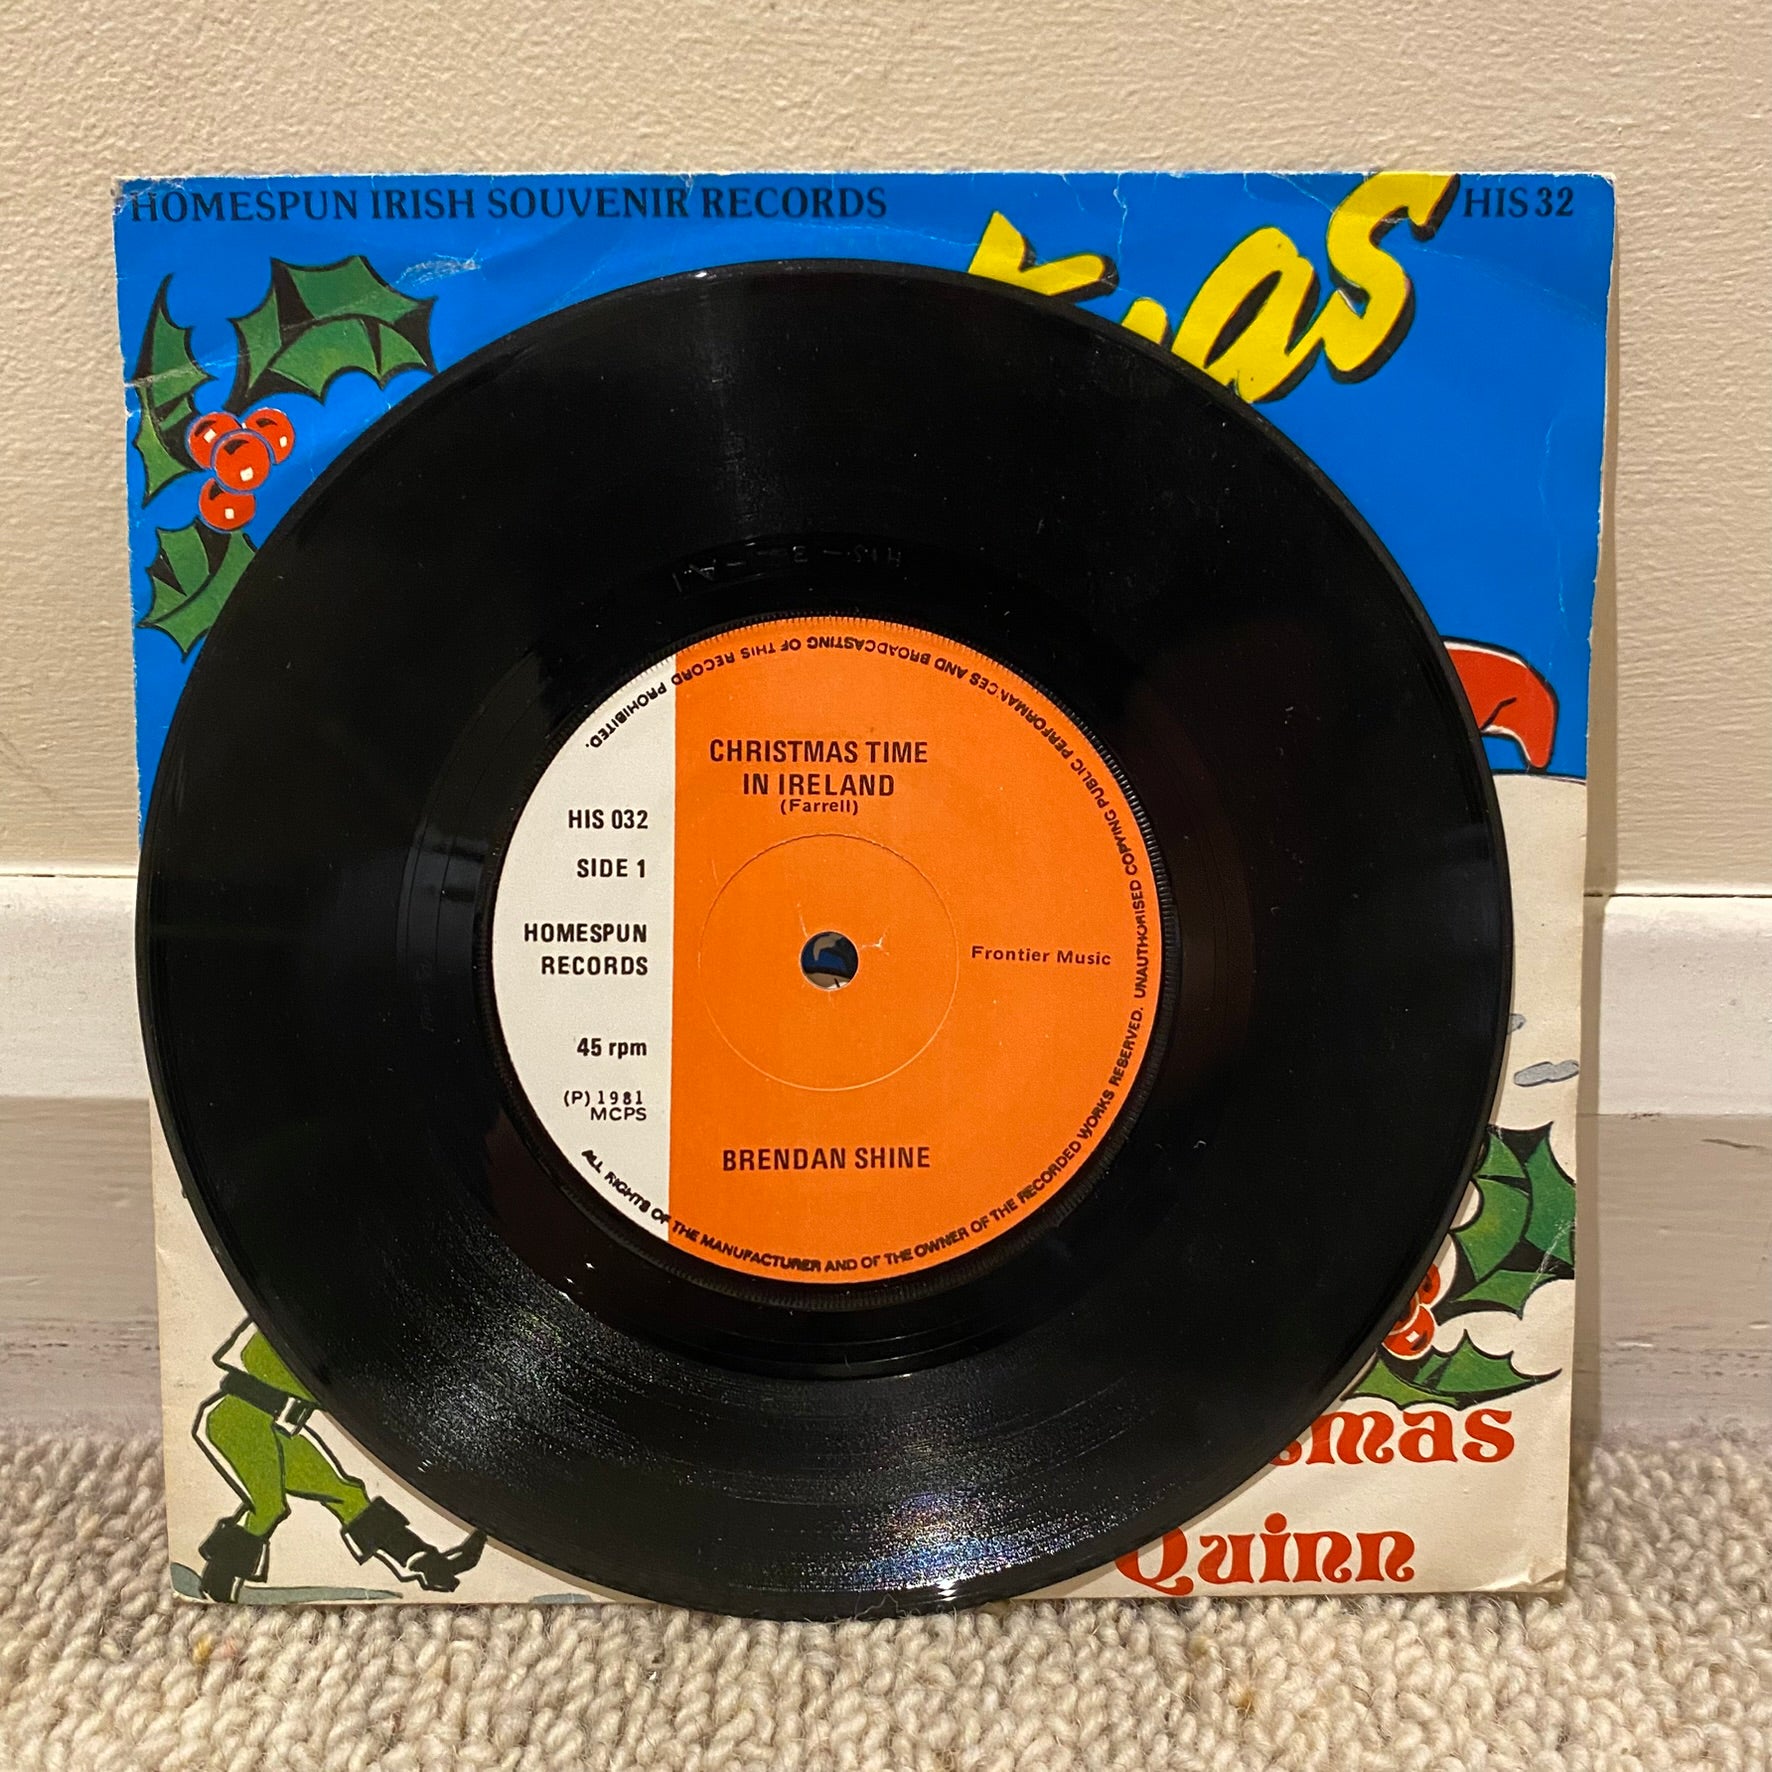 HOMESPUN IRISH SOUVENIR RECORDS
HIS 32
HIS 032
SIDE 1
HOMESPUN
RECORDS
45 rpm
(P) 1981
MCPS
CHRISTMAS TIME
IN IRELAND
(Farrell)
Frontier Music
BRENDAN SHINE
ALL RIGHTS OF THE MANUFACTURER AND OF THE OWNER OF THE RECORDED WORKS RESERVED. UNAUTHORISED COPYING PUBLIC PERFORMANCES AND BROADCASTING OF THIS RECORD PROHIBITED.
mas
Quinn